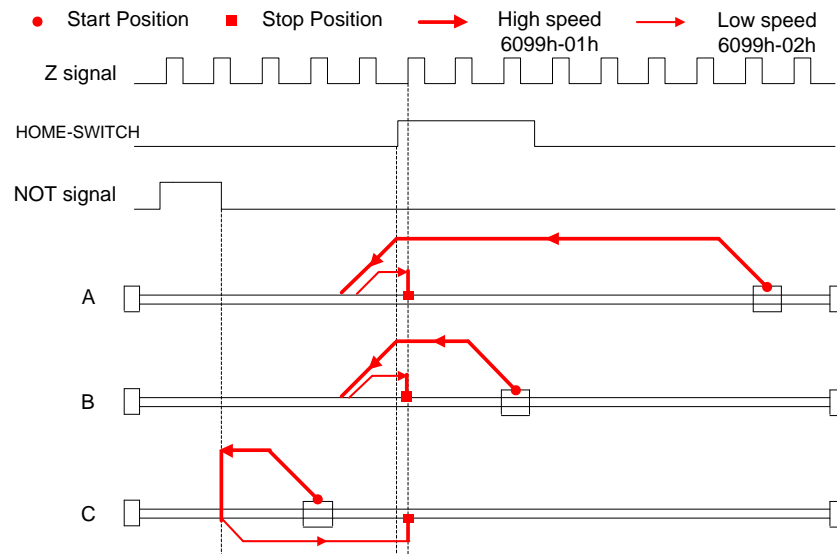 Start Position Stop Position High speed Low speed
6099h-01h 6099h-02h
Z signal
HOME-SWITCH
NOT signal
A
B
C